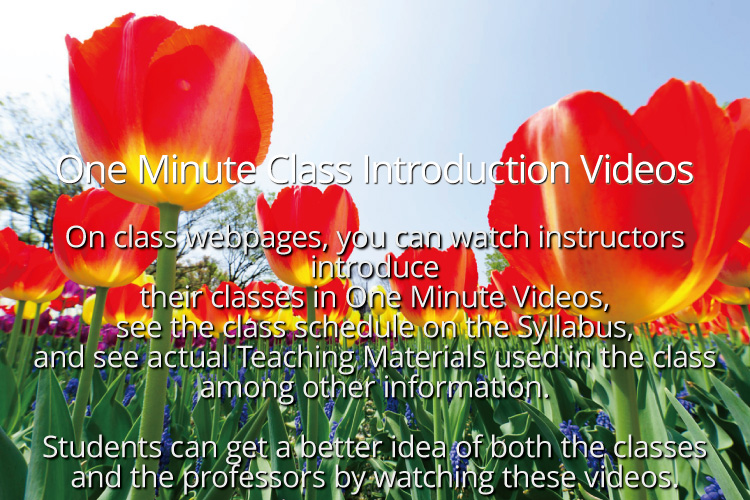 One Minute Class Introduction Videos
On class webpages, you can watch instructors
introduce
their classes in One Minute Videos,
see the class schedule on the Syllabus,
and see actual Teaching Materials used in the class
among other information.
Students can get a better idea of both the classes
and the professors by watching these videos.